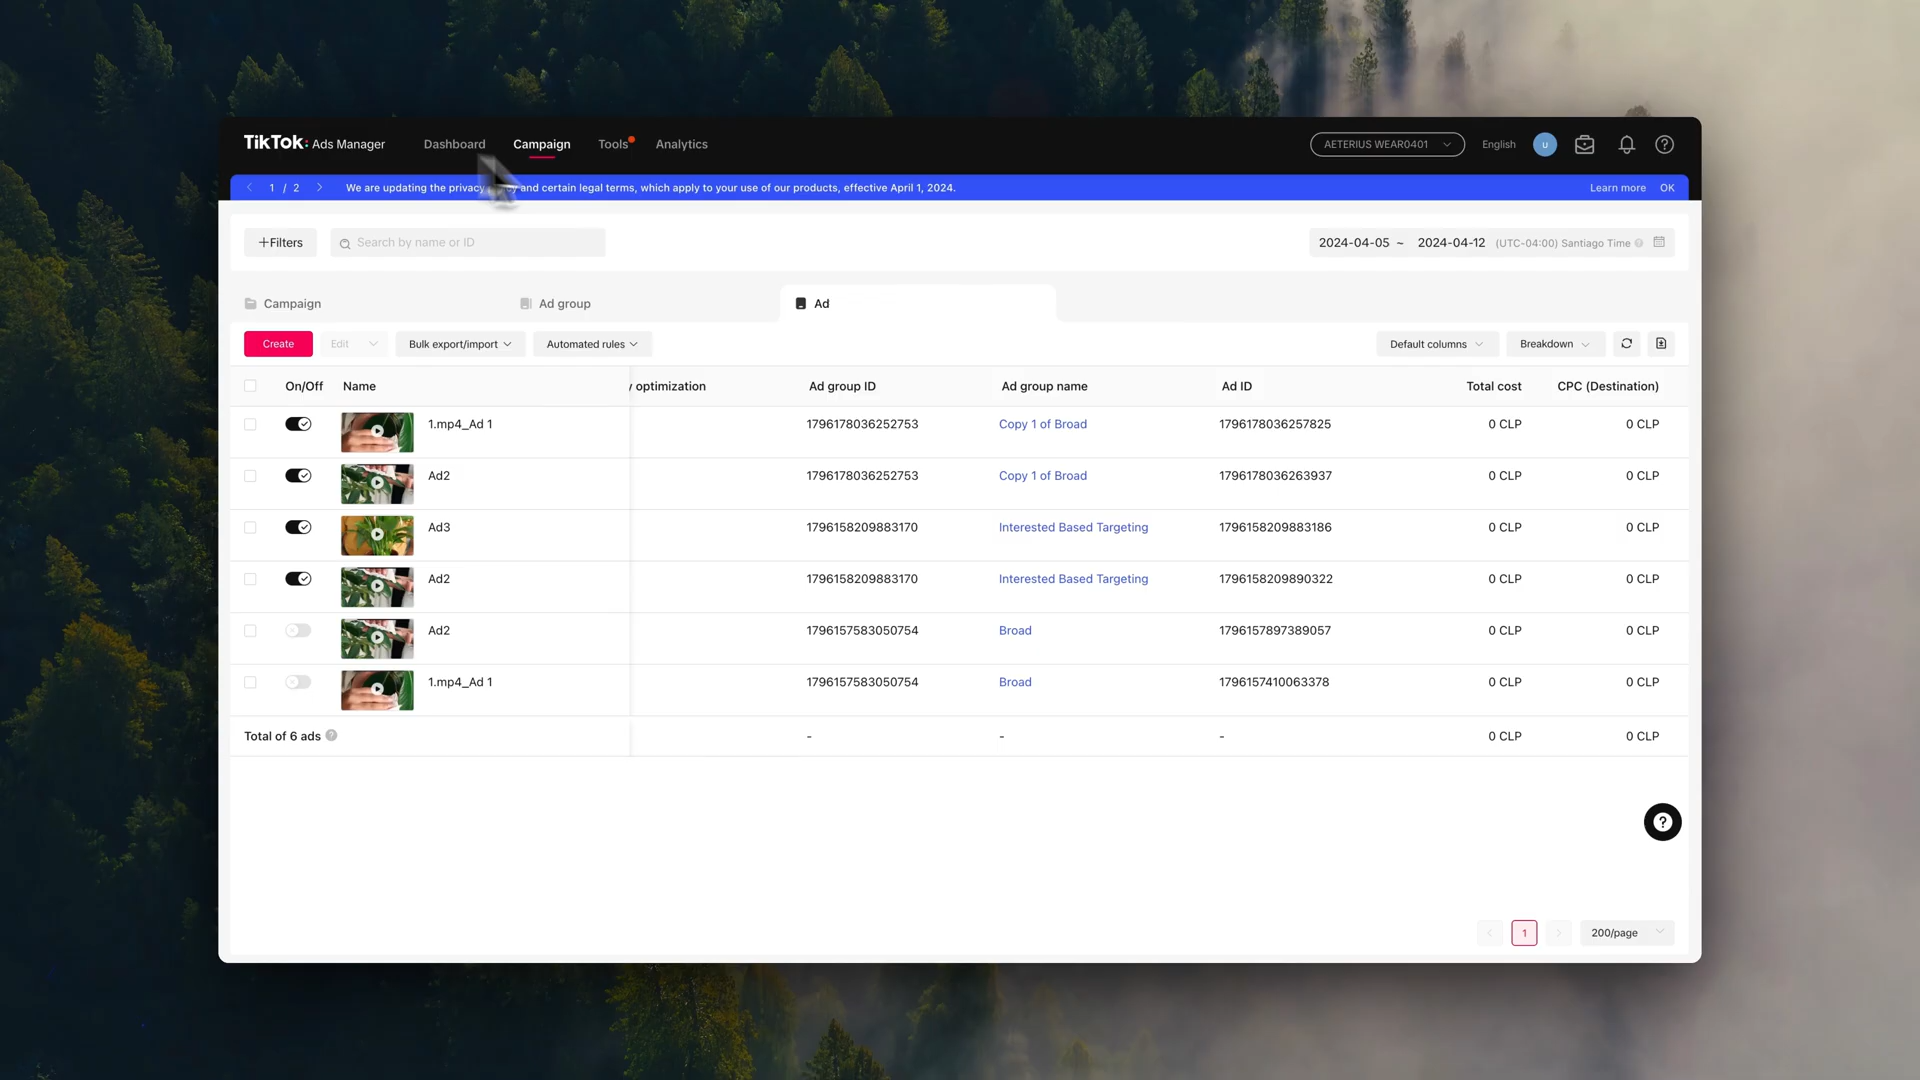 TikTok: Ads Manager Dashboard Campaign Tools Analytics AETERIUS WEAR0401 English U
1 / 2 We are updating the privacy and certain legal terms, which apply to your use of our products, effective April 1, 2024. Learn more OK
+Filters Search by name or ID 2024-04-05 ~ 2024-04-12 (UTC-04:00) Santiago Time
Campaign Ad group Ad
Create Edit Bulk export/import Automated rules Default columns Breakdown
On/Off Name optimization Ad group ID Ad group name Ad ID Total cost CPC (Destination)
1.mp4_Ad 1 1796178036252753 Copy 1 of Broad 1796178036257825 0 CLP 0 CLP
Ad2 1796178036252753 Copy 1 of Broad 1796178036263937 0 CLP 0 CLP
Ad3 1796158209883170 Interested Based Targeting 1796158209883186 0 CLP 0 CLP
Ad2 1796158209883170 Interested Based Targeting 1796158209890322 0 CLP 0 CLP
Ad2 1796157583050754 Broad 1796157897389057 0 CLP 0 CLP
1.mp4_Ad 1 1796157583050754 Broad 1796157410063378 0 CLP 0 CLP
Total of 6 ads - - - 0 CLP 0 CLP
1 200/page